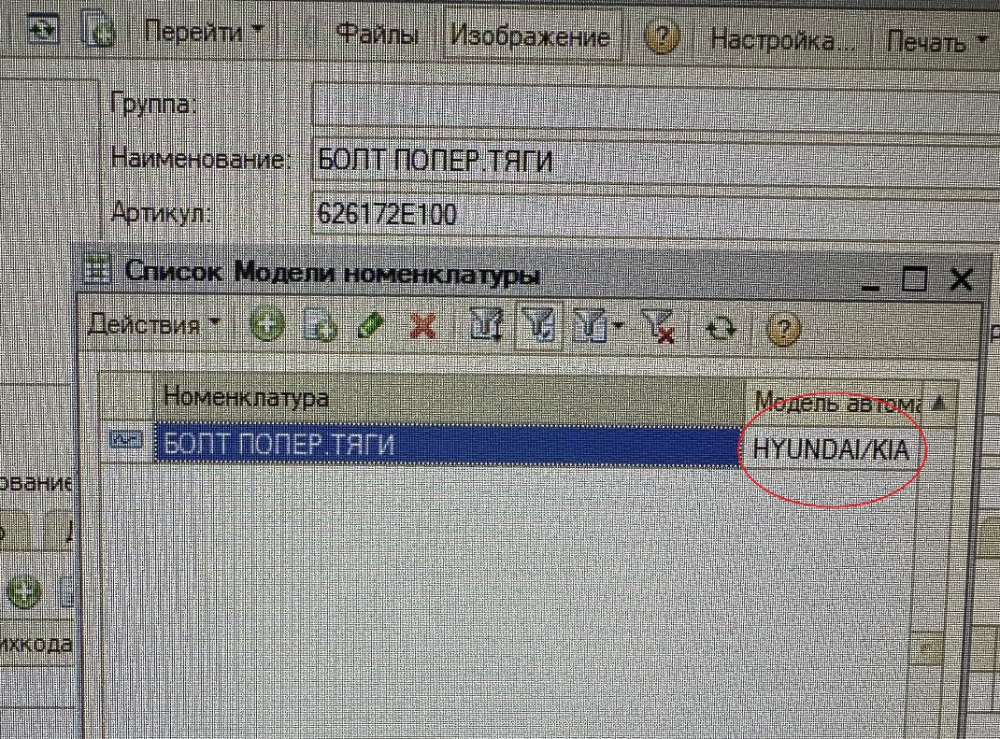 Перейти Файлы Изображение Настройка... Печать
Группа:
Наименование: БОЛТ ПОПЕР.ТЯГИ
Артикул: 626172E100
Список Модели номенклатуры
Действия
Номенклатура Модель автома
БОЛТ ПОПЕР.ТЯГИ HYUNDAI/KIA
ование
ихкода